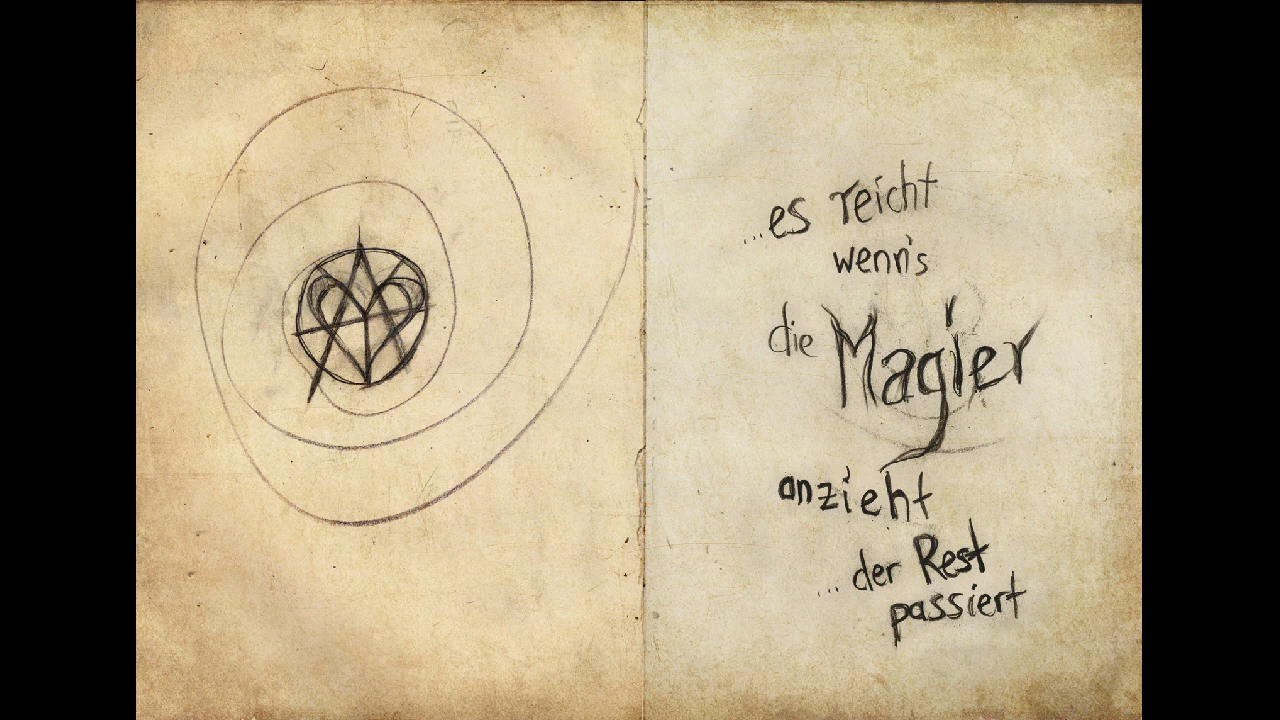 ...es reicht
wenn's
die Magier
anzieht
...der Rest
passiert